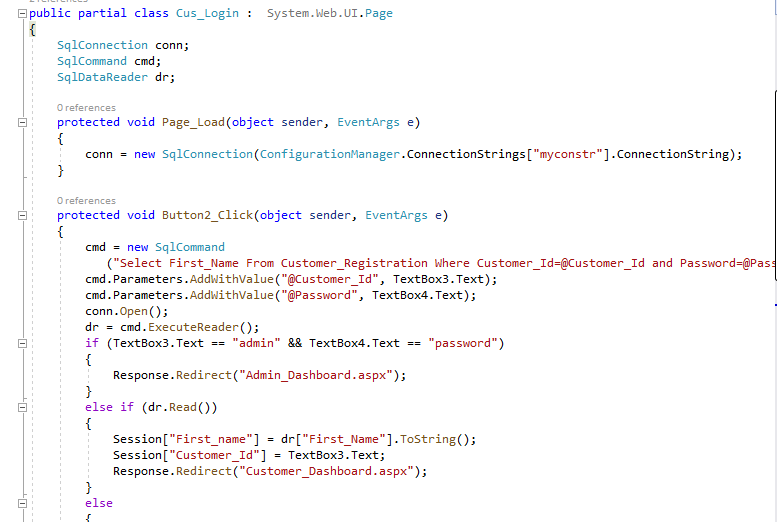 public partial class Cus_Login :  System.Web.UI.Page
{
SqlConnection conn;
SqlCommand cmd;
SqlDataReader dr;
0 references
protected void Page_Load(object sender, EventArgs e)
{
conn = new SqlConnection(ConfigurationManager.ConnectionStrings["myconstr"].ConnectionString);
}
0 references
protected void Button2_Click(object sender, EventArgs e)
{
cmd = new SqlCommand
("Select First_Name From Customer_Registration Where Customer_Id=@Customer_Id and Password=@Pass
cmd.Parameters.AddWithValue("@Customer_Id", TextBox3.Text);
cmd.Parameters.AddWithValue("@Password", TextBox4.Text);
conn.Open();
dr = cmd.ExecuteReader();
if (TextBox3.Text == "admin" && TextBox4.Text == "password")
{
Response.Redirect("Admin_Dashboard.aspx");
}
else if (dr.Read())
{
Session["First_name"] = dr["First_Name"].ToString();
Session["Customer_Id"] = TextBox3.Text;
Response.Redirect("Customer_Dashboard.aspx");
}
else
{